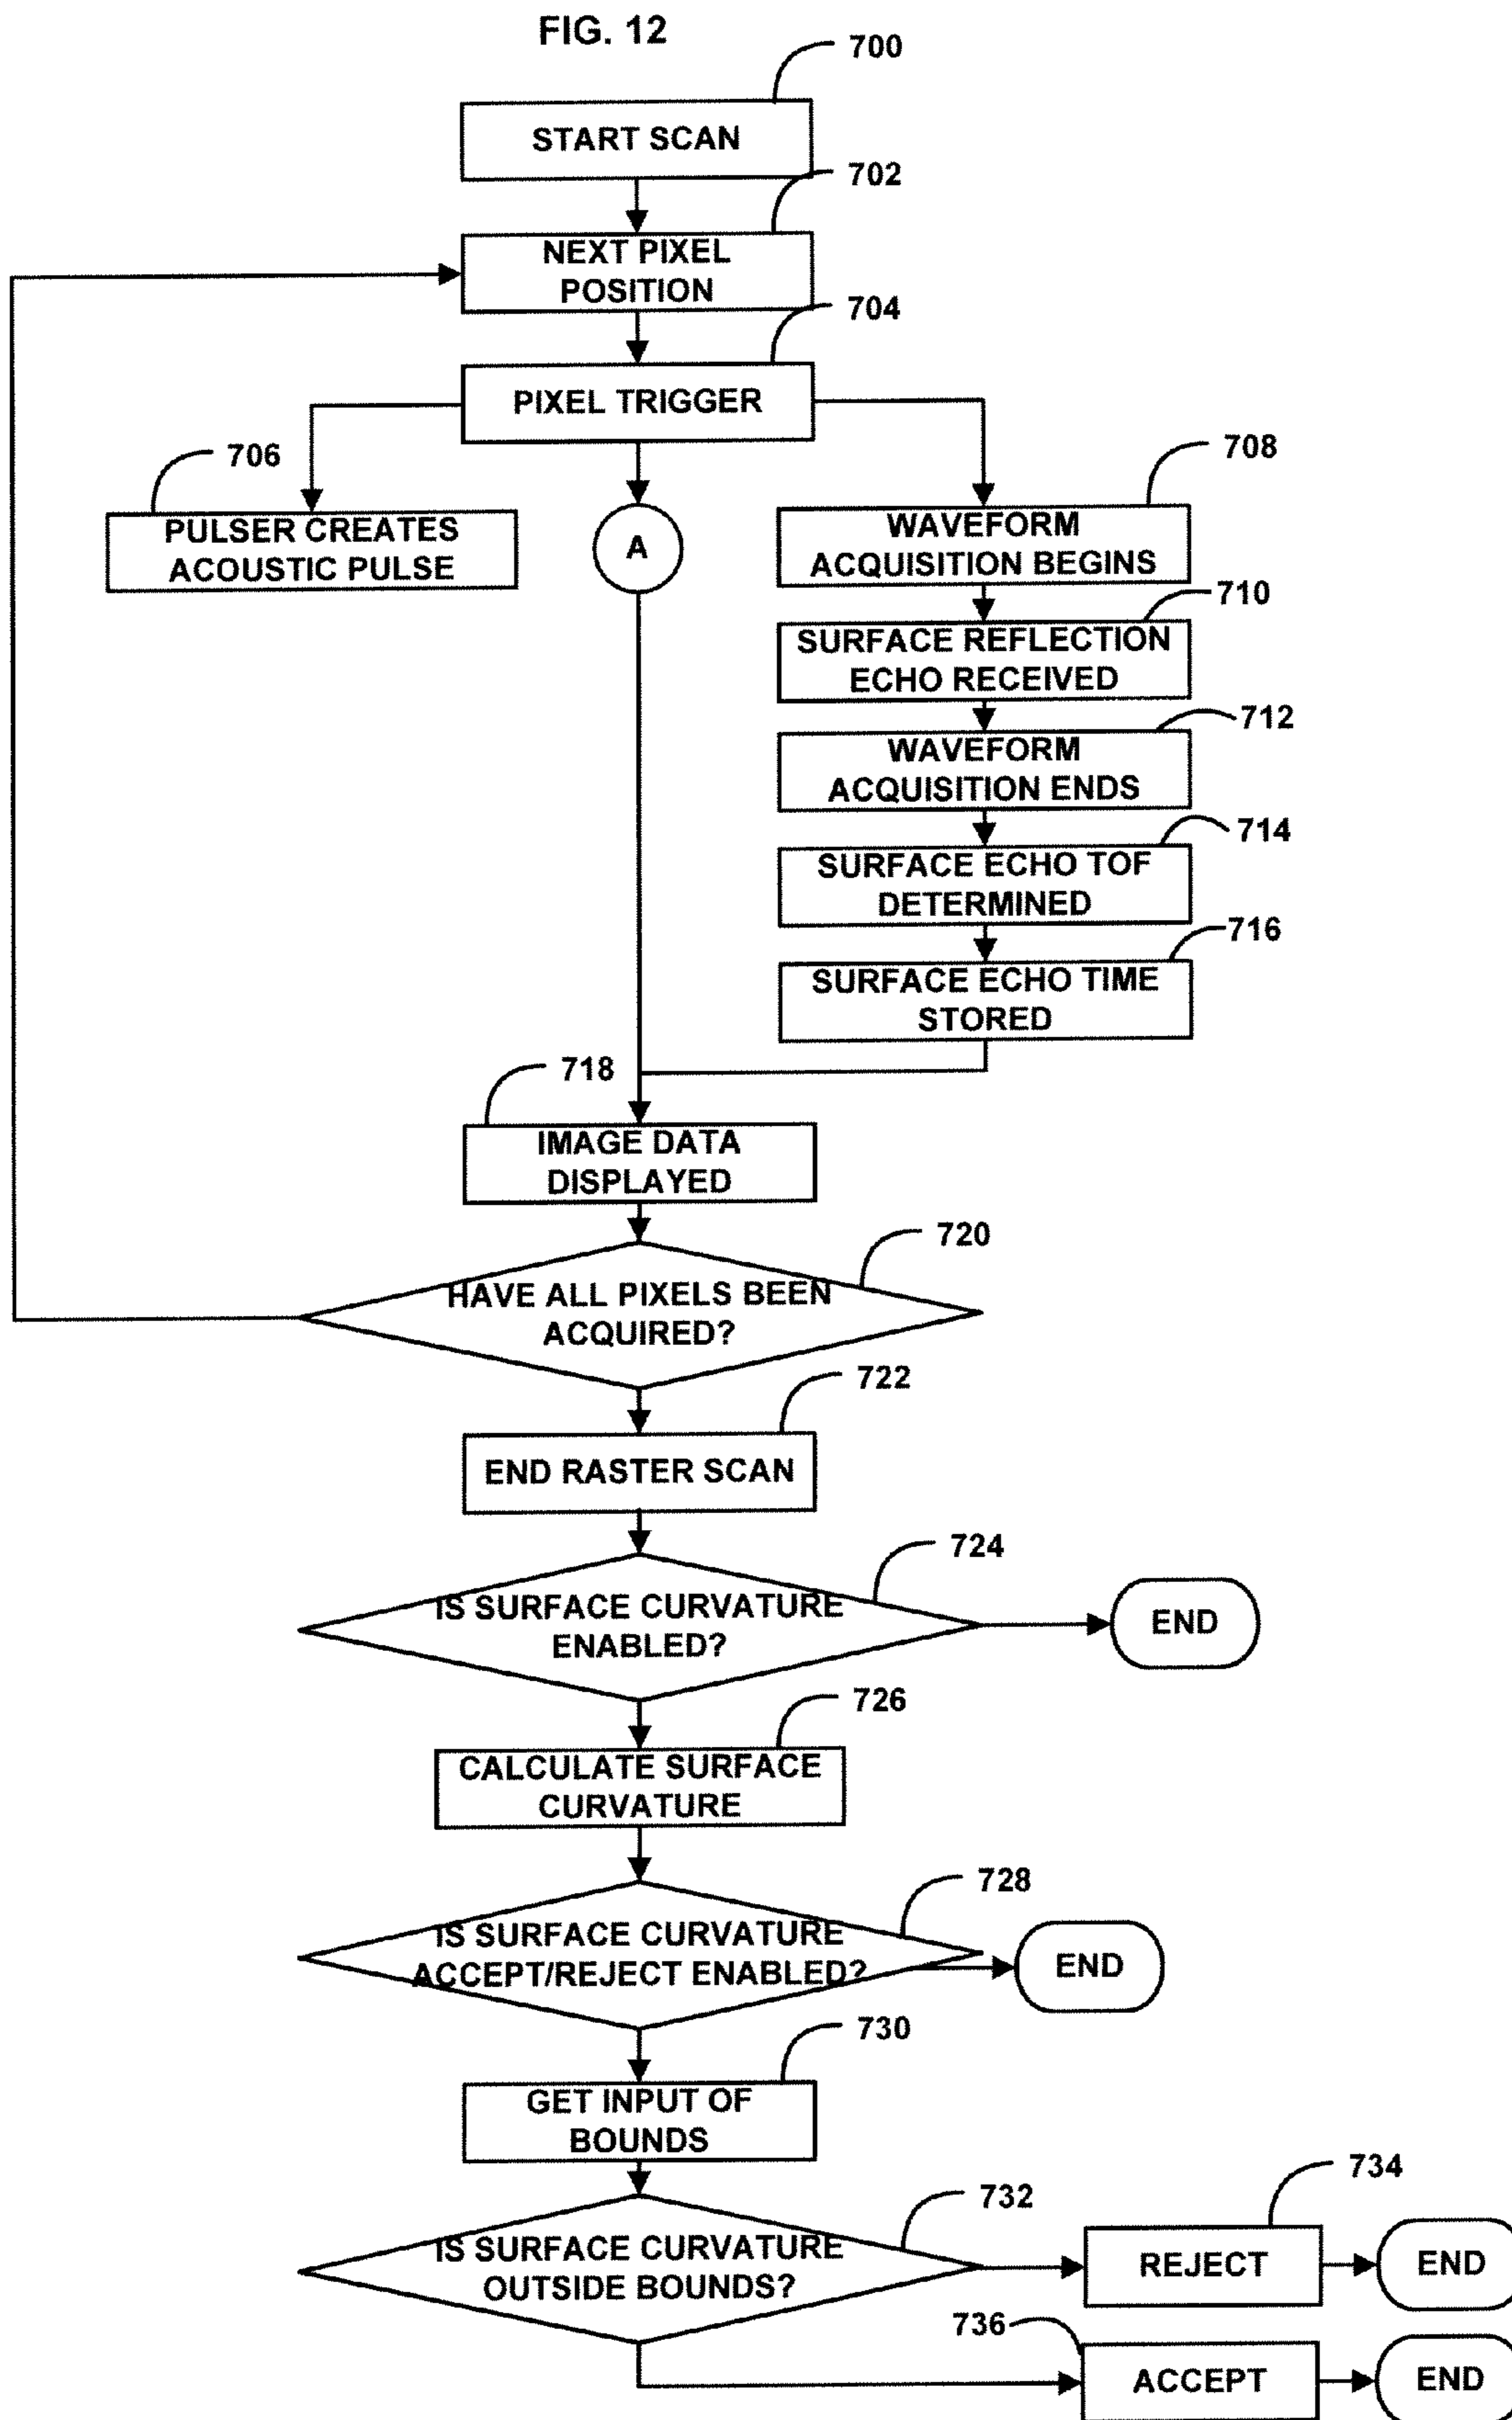 FIG. 12
700
START SCAN
702
NEXT PIXEL
POSITION
704
PIXEL TRIGGER
706
PULSER CREATES
ACOUSTIC PULSE
A
708
WAVEFORM
ACQUISITION BEGINS
710
SURFACE REFLECTION
ECHO RECEIVED
712
WAVEFORM
ACQUISITION ENDS
714
SURFACE ECHO TOF
DETERMINED
716
SURFACE ECHO TIME
STORED
718
IMAGE DATA
DISPLAYED
720
HAVE ALL PIXELS BEEN
ACQUIRED?
722
END RASTER SCAN
724
IS SURFACE CURVATURE
ENABLED?
END
726
CALCULATE SURFACE
CURVATURE
728
IS SURFACE CURVATURE
ACCEPT/REJECT ENABLED?
END
730
GET INPUT OF
BOUNDS
732
IS SURFACE CURVATURE
OUTSIDE BOUNDS?
734
REJECT
END
736
ACCEPT
END